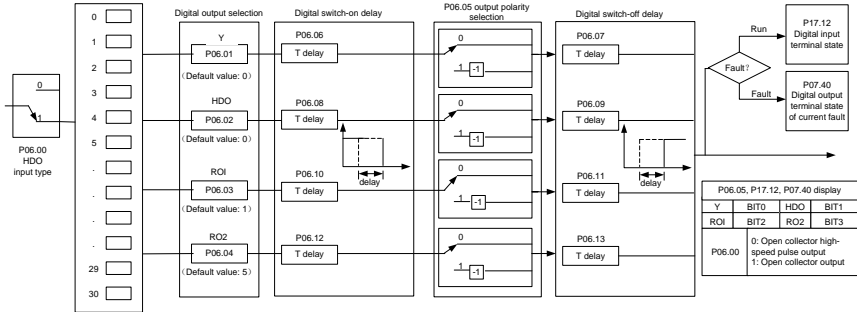 Digital output selection
Digital switch-on delay
P06.05 output polarity
selection
Digital switch-off delay
0
1
2
3
4
5
.
.
.
29
30
0
1
P06.00
HDO
input type
Y
P06.01
(Default value: 0)
HDO
P06.02
(Default value: 0)
ROI
P06.03
(Default value: 1)
RO2
P06.04
(Default value: 5)
P06.06
T delay
P06.08
T delay
delay
P06.10
T delay
P06.12
T delay
0
1
-1
0
1
-1
0
1
-1
0
1
-1
P06.07
T delay
P06.09
T delay
delay
P06.11
T delay
P06.13
T delay
Fault?
Run
Fault
P17.12
Digital input
terminal state
P07.40
Digital output
terminal state
of current fault
P06.05, P17.12, P07.40 display
Y BIT0 HDO BIT1
ROI BIT2 RO2 BIT3
P06.00
0: Open collector high-
speed pulse output
1: Open collector output